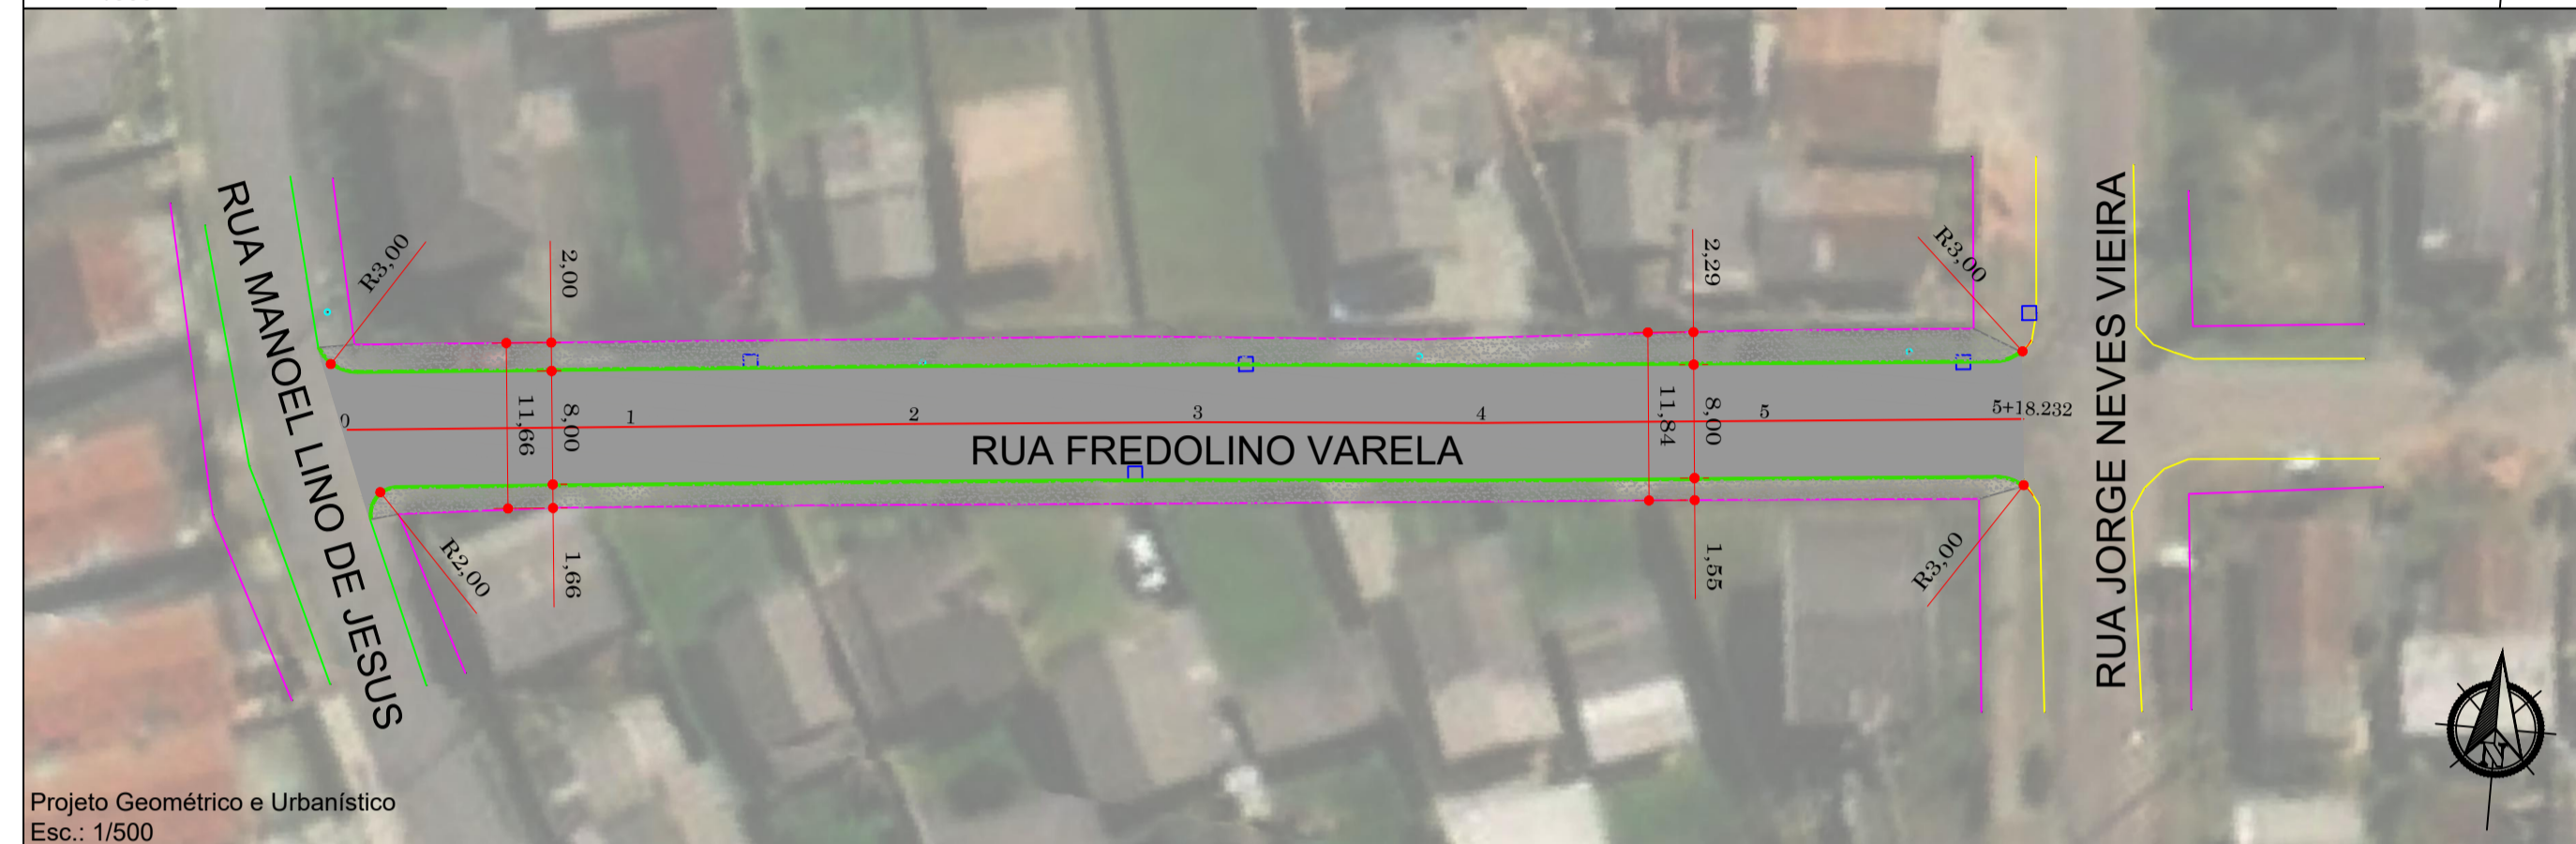 RUA MANOEL LINO DE JESUS
R3,00
2,00
2,29
R3,00
RUA JORGE NEVES VIEIRA
0
11,66
8,00
1
2
3
4
11,84
8,00
5
5+18.232
RUA FREDOLINO VARELA
R2,00
1,66
1,55
R3,00
N
Projeto Geométrico e Urbanístico
Esc.: 1/500